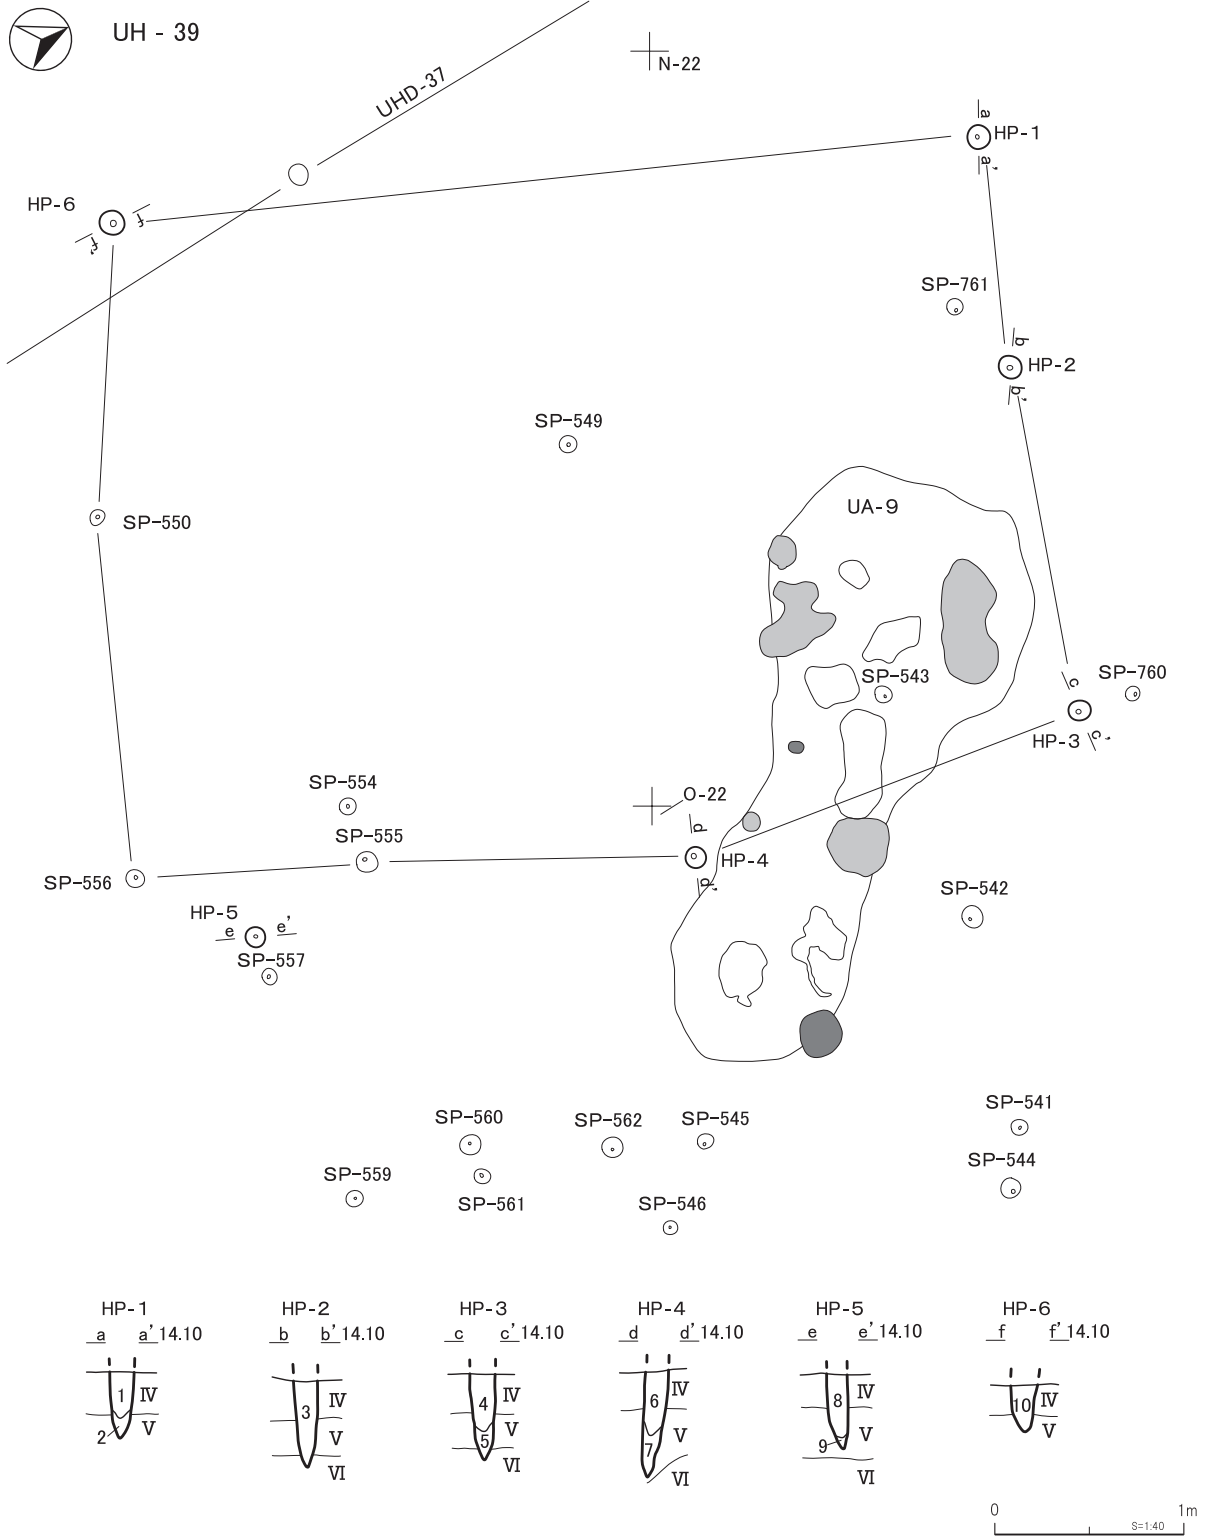 UH - 39
N-22
UHD-37
a
HP-1
a'
HP-6
f
f'
SP-761
b
HP-2
b'
SP-549
UA-9
SP-550
SP-543
c
SP-760
HP-3
c'
SP-554
O-22
d
SP-555
HP-4
SP-556
d'
SP-542
HP-5
e e'
SP-557
SP-541
SP-560
SP-562
SP-545
SP-544
SP-559
SP-561
SP-546
HP-1 HP-2 HP-3 HP-4 HP-5 HP-6
a a' 14.10 b b' 14.10 c c' 14.10 d d' 14.10 e e' 14.10 f f' 14.10
1 Ⅳ 2 Ⅴ
3 Ⅳ Ⅴ Ⅵ
4 Ⅳ 5 Ⅴ Ⅵ
6 Ⅳ 7 Ⅴ Ⅵ
8 Ⅳ 9 Ⅴ Ⅵ
10 Ⅳ Ⅴ
0 1m
S=1:40